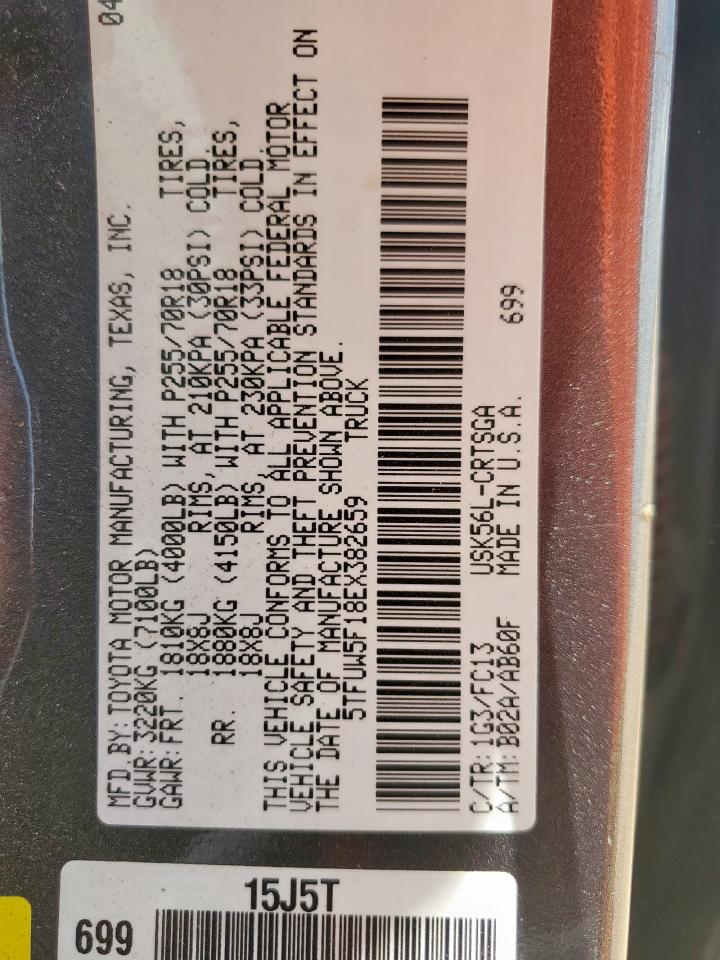 MFD.BY:TOYOTA MOTOR MANUFACTURING, TEXAS, INC. 04
GVWR:3220KG (7100LB)
GAWR:FRT. 1810KG (4000LB) WITH P255/70R18 TIRES,
18X8J RIMS, AT 210KPA (30PSI) COLD.
RR. 1880KG (4150LB) WITH P255/70R18 TIRES,
18X8J RIMS, AT 230KPA (33PSI) COLD.
THIS VEHICLE CONFORMS TO ALL APPLICABLE FEDERAL MOTOR
VEHICLE SAFETY AND THEFT PREVENTION STANDARDS IN EFFECT ON
THE DATE OF MANUFACTURE SHOWN ABOVE.
5TFUW5F18EX382659 TRUCK
C/TR:1G3/FC13 USK56L-CRTSGA
A/TM:B02A/AB60F MADE IN U.S.A. 699
15J5T
699